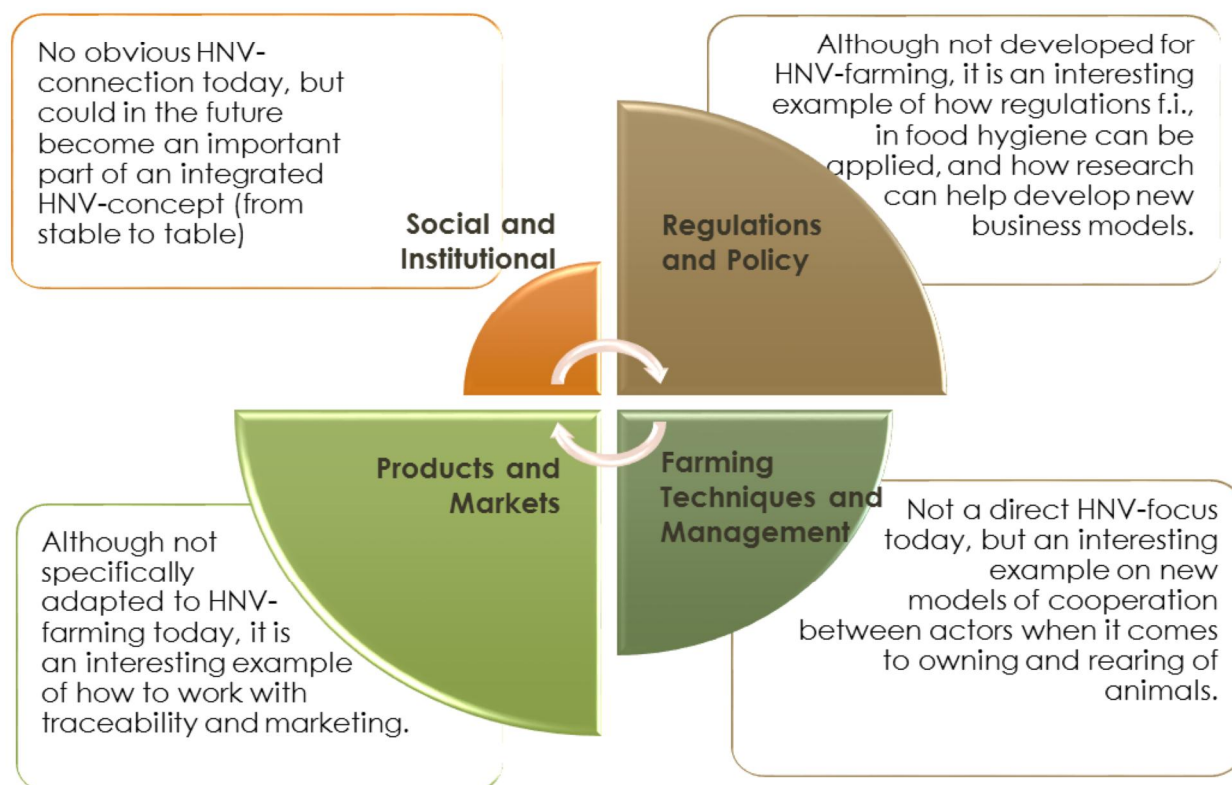 No obvious HNV-
connection today, but
could in the future
become an important
part of an integrated
HNV-concept (from
stable to table)
Although not developed for
HNV-farming, it is an interesting
example of how regulations f.i.,
in food hygiene can be
applied, and how research
can help develop new
business models.
Social and
Institutional
Regulations
and Policy
Products and
Markets
Farming
Techniques and
Management
Although not
specifically
adapted to HNV-
farming today, it is
an interesting example
of how to work with
traceability and marketing.
Not a direct HNV-focus
today, but an interesting
example on new
models of cooperation
between actors when it comes
to owning and rearing of
animals.